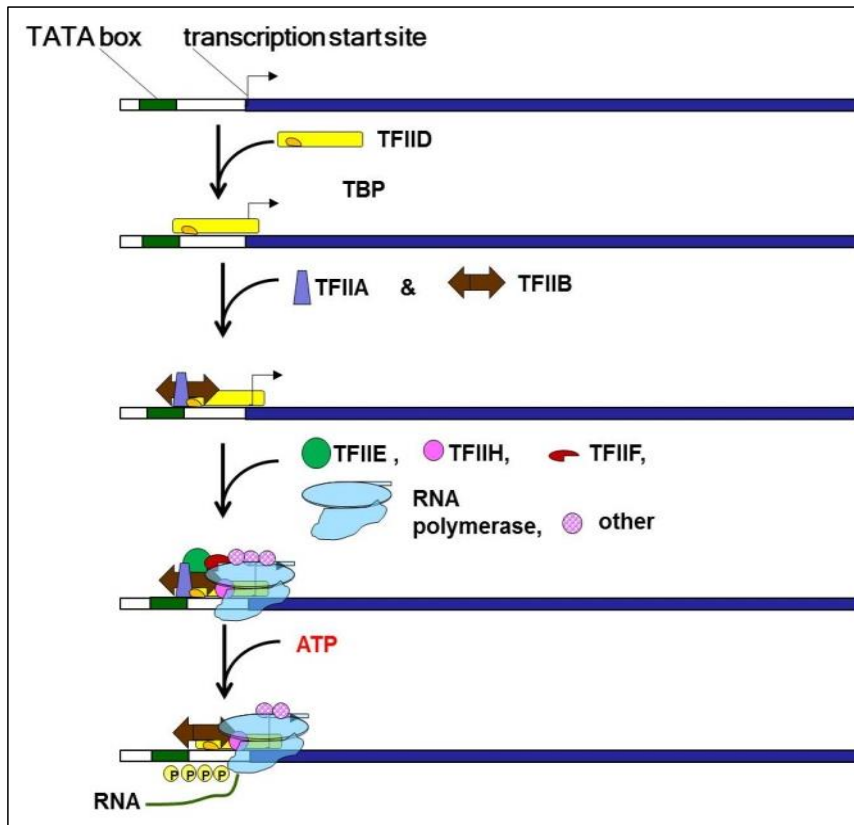 TATA box transcription start site
TFIID
TBP
TFIIA & TFIIB
TFIIE , TFIIH, TFIIF,
RNA
polymerase, other
ATP
P P P P
RNA